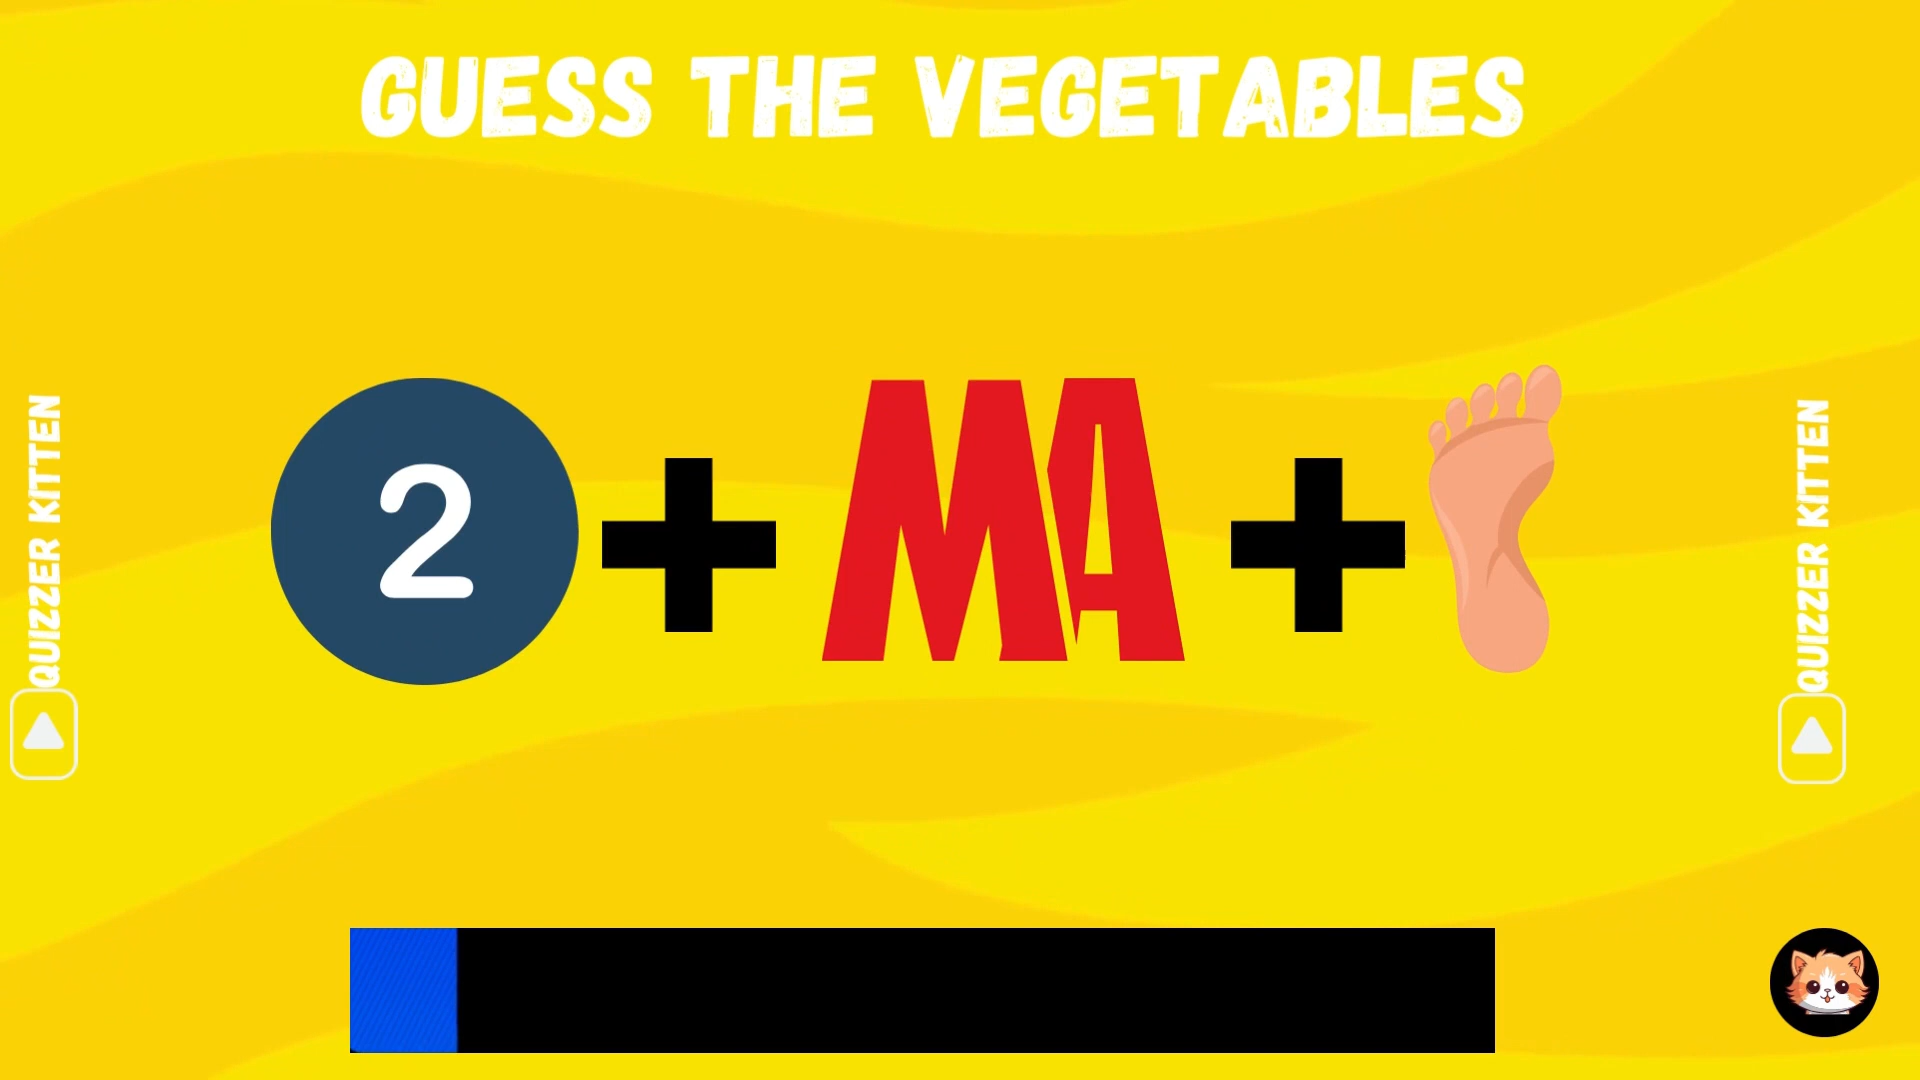 GUESS THE VEGETABLES
QUIZZER KITTEN
2
MA
QUIZZER KITTEN